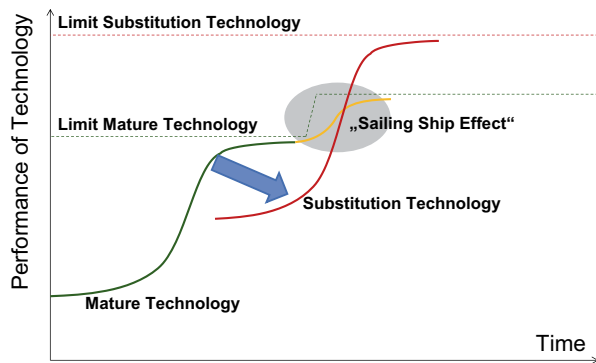 Limit Substitution Technology
Performance of Technology
Limit Mature Technology
„Sailing Ship Effect“
Substitution Technology
Mature Technology
Time